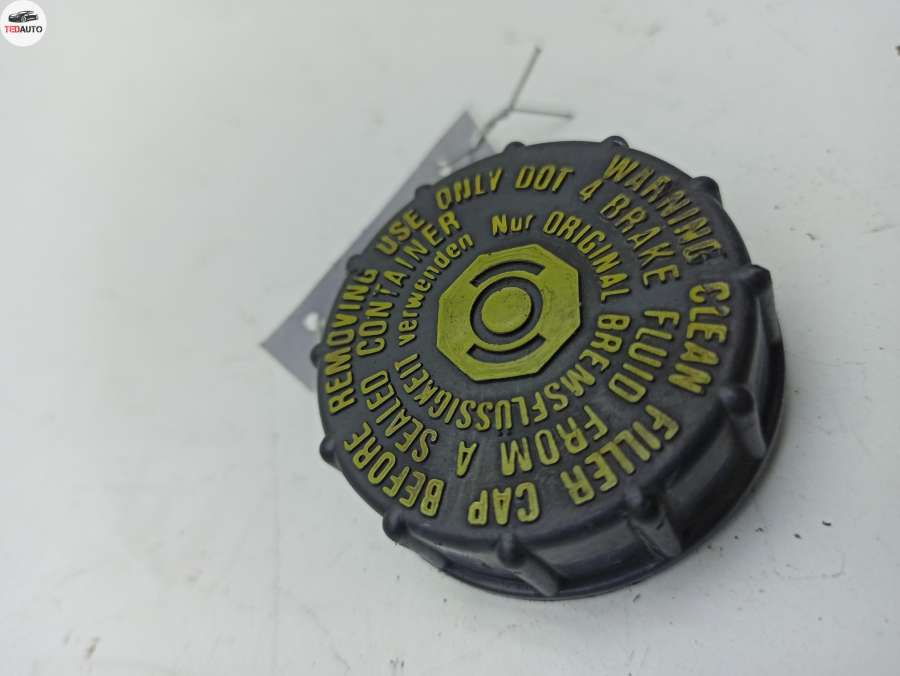 TEDAUTO
WARNING CLEAN FILLER CAP BEFORE REMOVING USE ONLY DOT
4 BRAKE FLUID FROM A SEALED CONTAINER
Nur ORIGINAL BREMSFLÜSSIGKEIT verwenden